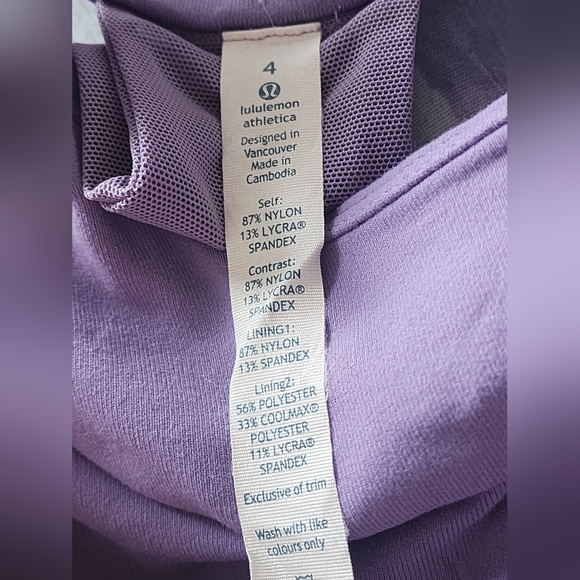 4
lululemon
athletica
Designed in
Vancouver
Made in
Cambodia
Self:
87% NYLON
13% LYCRA®
SPANDEX
Contrast:
87% NYLON
13% LYCRA®
SPANDEX
LINING1:
87% NYLON
13% SPANDEX
Lining2:
56% POLYESTER
33% COOLMAX®
POLYESTER
11% LYCRA®
SPANDEX
Exclusive of trim
Wash with like
colours only